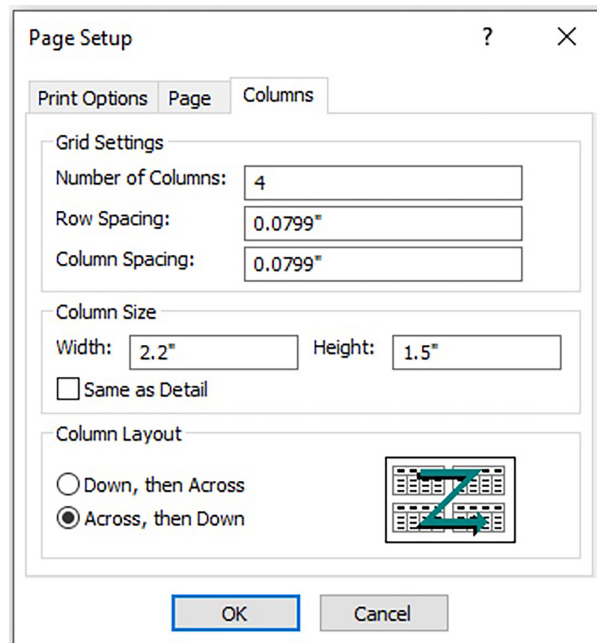 Page Setup ?
Print Options Page Columns
Grid Settings
Number of Columns: 4
Row Spacing: 0.0799"
Column Spacing: 0.0799"
Column Size
Width: 2.2" Height: 1.5"
Same as Detail
Column Layout
Down, then Across
Across, then Down
OK Cancel